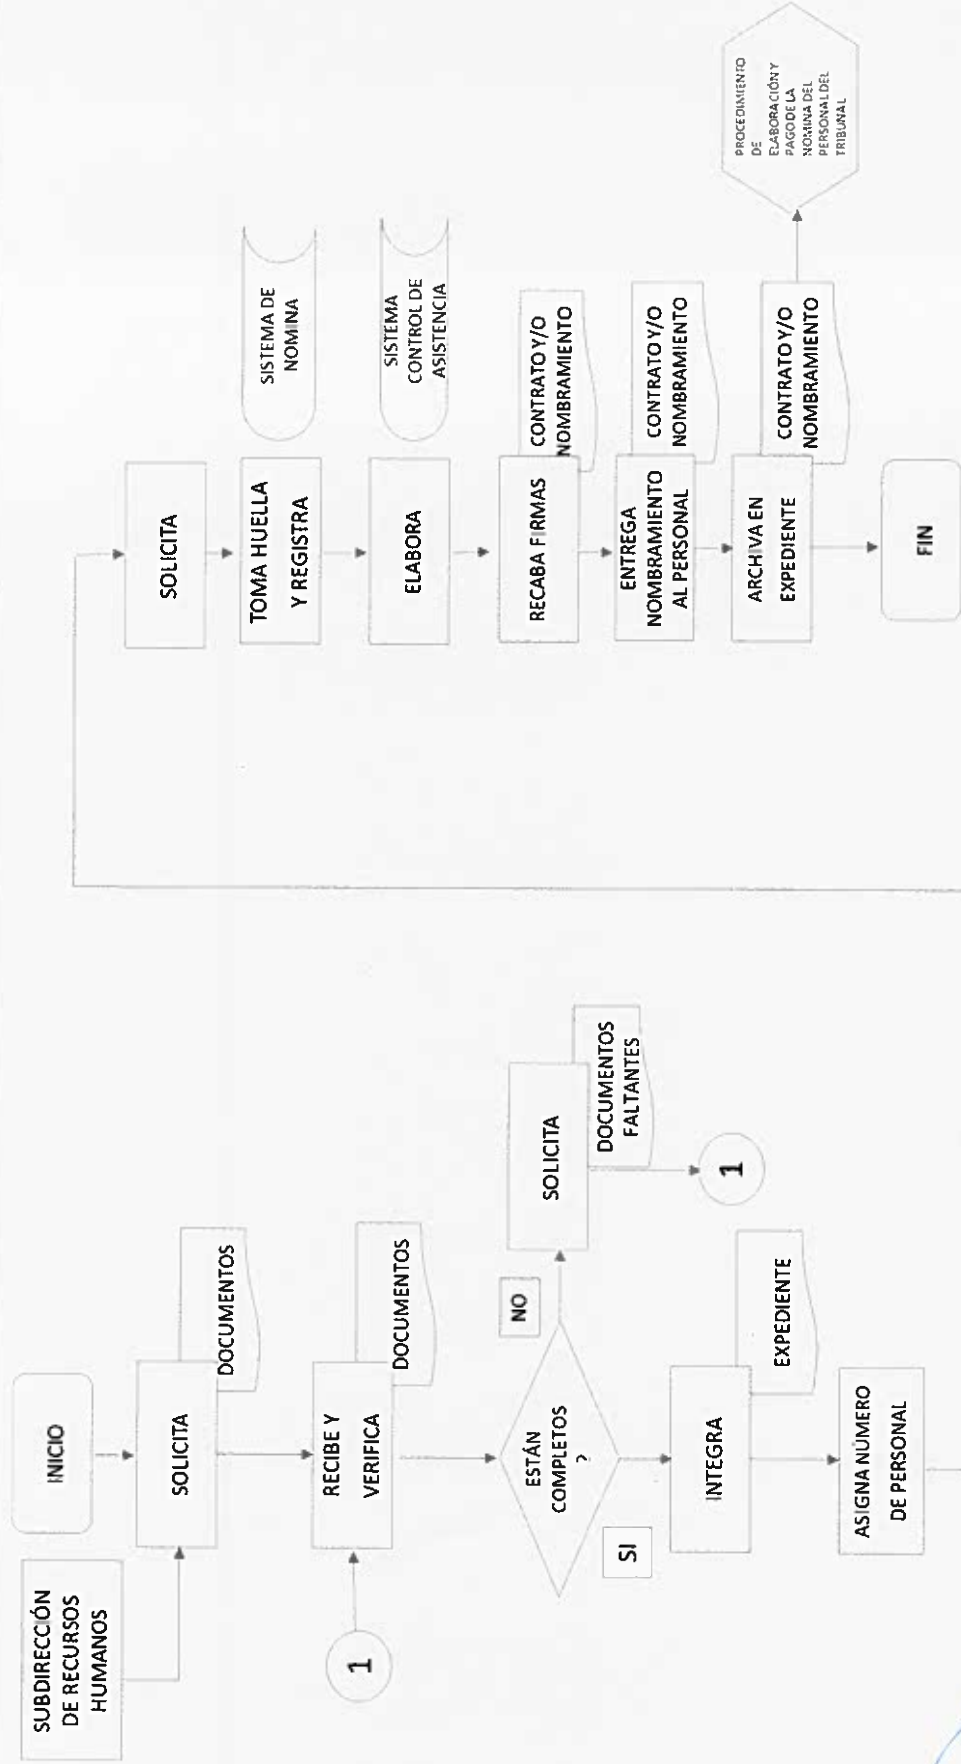 SUBDIRECCIÓN
DE RECURSOS
HUMANOS
INICIO
SOLICITA
DOCUMENTOS
1
RECIBE Y
VERIFICA
DOCUMENTOS
ESTÁN
COMPLETOS
?
NO
SOLICITA
DOCUMENTOS
FALTANTES
1
SI
INTEGRA
EXPEDIENTE
ASIGNA NÚMERO
DE PERSONAL
SOLICITA
TOMA HUELLA
Y REGISTRA
SISTEMA DE
NOMINA
ELABORA
SISTEMA
CONTROL DE
ASISTENCIA
RECABA FIRMAS
CONTRATO Y/O
NOMBRAMIENTO
ENTREGA
NOMBRAMIENTO
AL PERSONAL
CONTRATO Y/O
NOMBRAMIENTO
ARCHIVA EN
EXPEDIENTE
CONTRATO Y/O
NOMBRAMIENTO
PROCEDIMIENTO
DE
ELABORACIÓN Y
PAGO DE LA
NOMINA DEL
PERSONAL DEL
TRIBUNAL
FIN